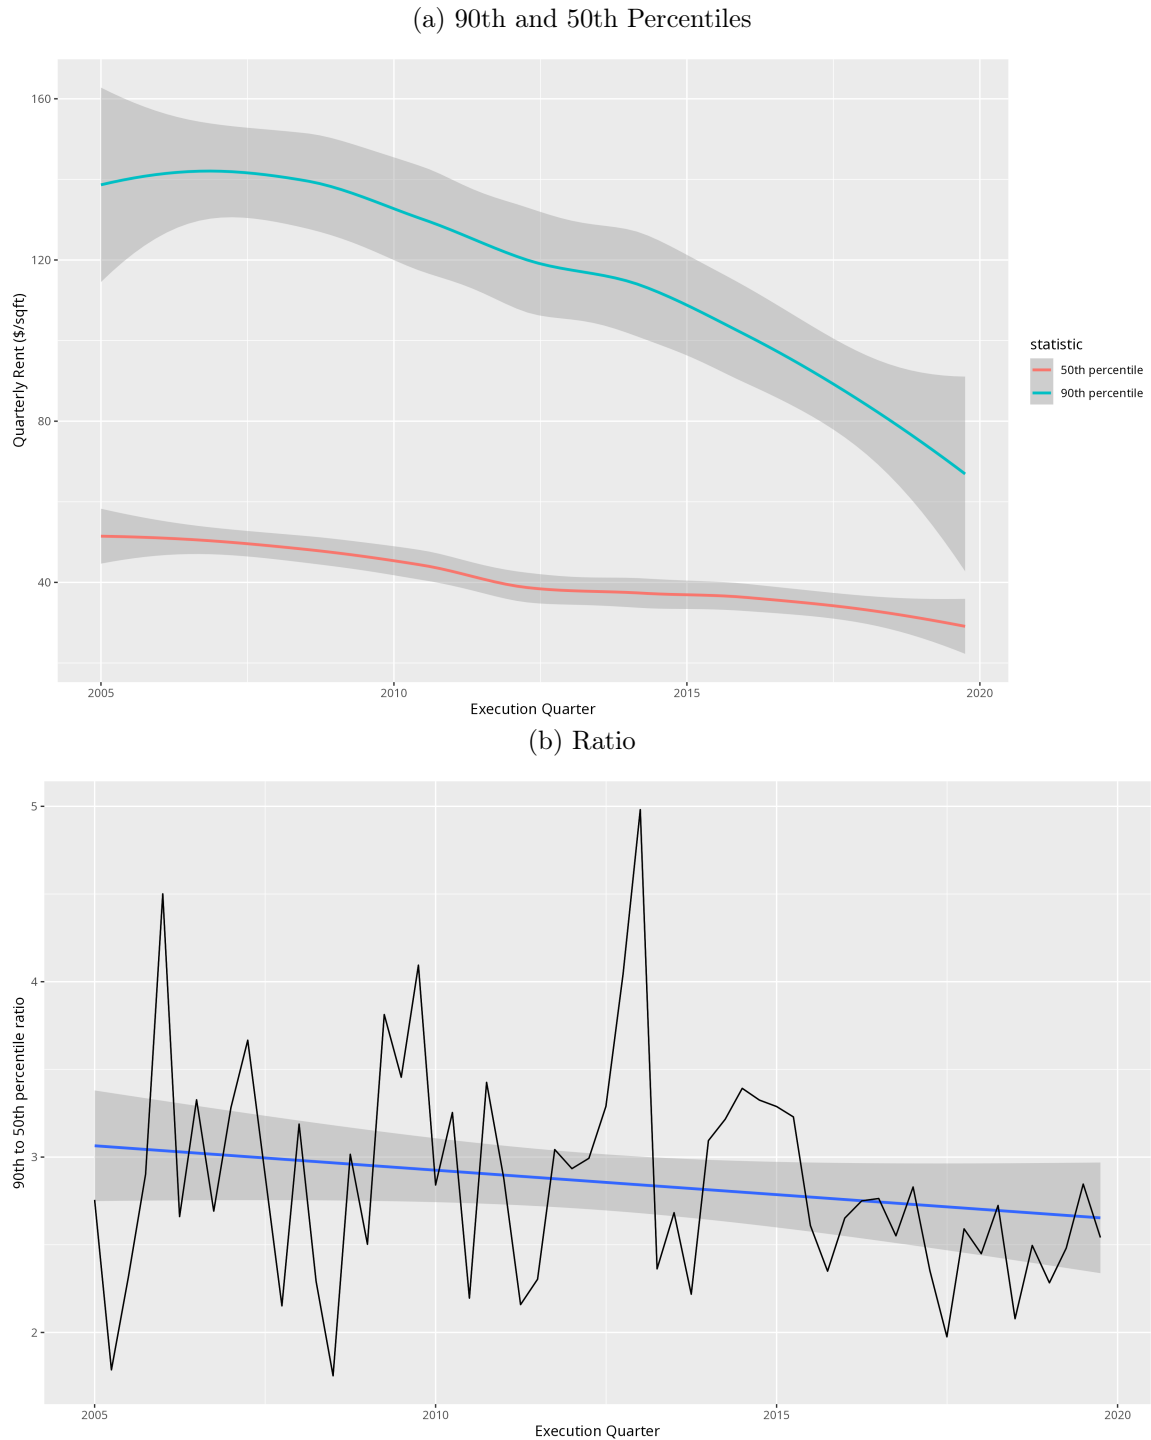 (a) 90th and 50th Percentiles
160
120
80
40
Quarterly Rent ($/sqft)
2005 2010 2015 2020
Execution Quarter
statistic
50th percentile
90th percentile
(b) Ratio
5
4
3
2
90th to 50th percentile ratio
2005 2010 2015 2020
Execution Quarter